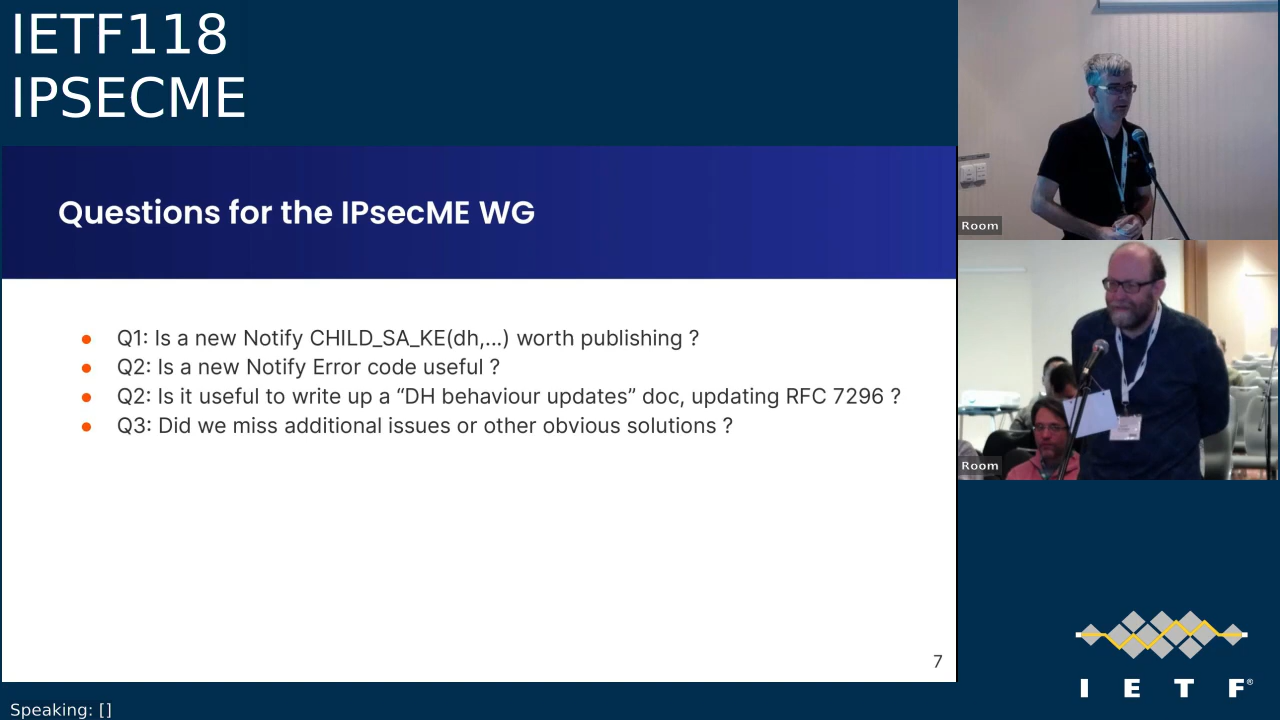 IETF118
IPSECME
Questions for the IPsecME WG
● Q1: Is a new Notify CHILD_SA_KE(dh,...) worth publishing ?
● Q2: Is a new Notify Error code useful ?
● Q2: Is it useful to write up a “DH behaviour updates” doc, updating RFC 7296 ?
● Q3: Did we miss additional issues or other obvious solutions ?
7
Room
Room
I E T F®
Speaking: []